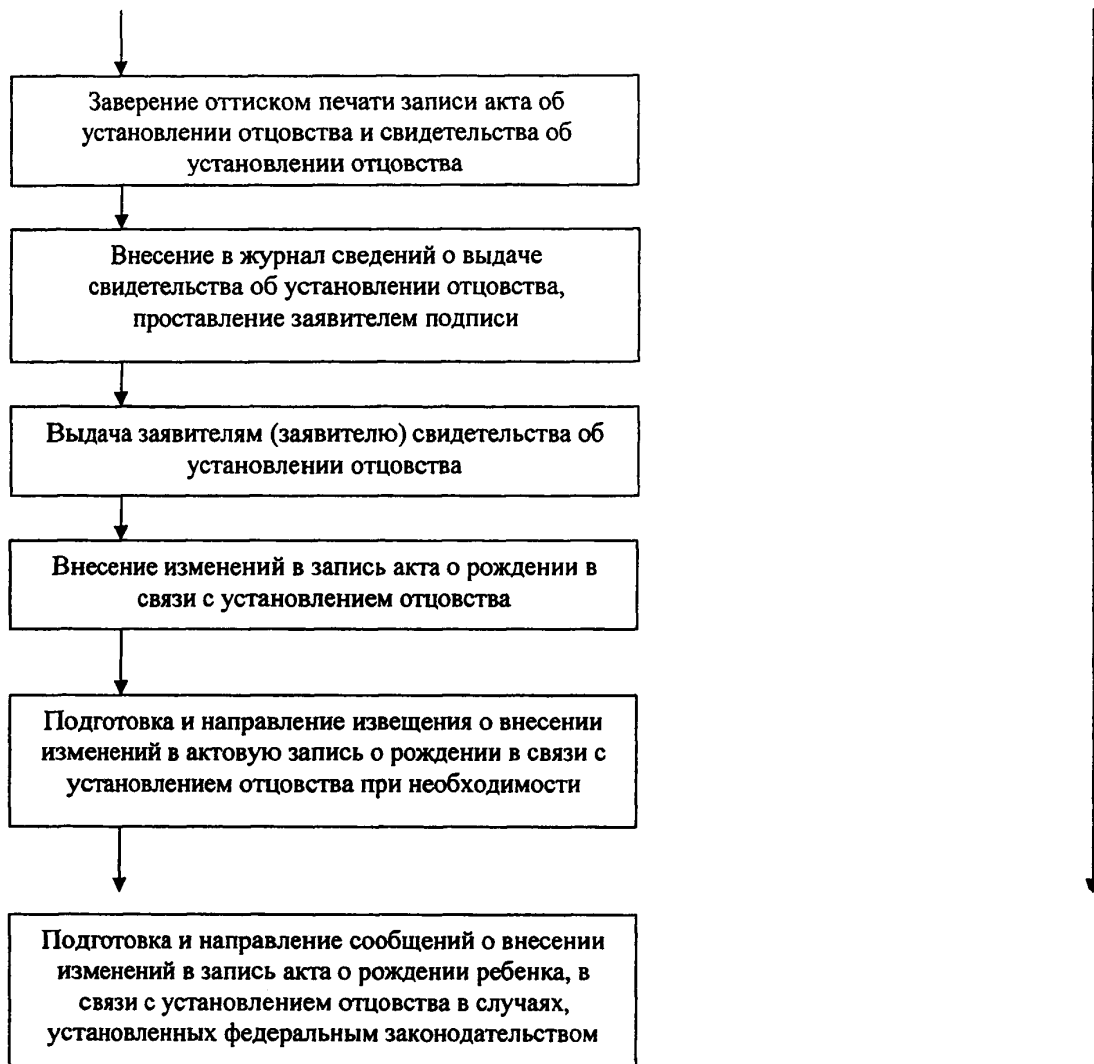 Заверение оттиском печати записи акта об
установлении отцовства и свидетельства об
установлении отцовства
Внесение в журнал сведений о выдаче
свидетельства об установлении отцовства,
проставление заявителем подписи
Выдача заявителям (заявителю) свидетельства об
установлении отцовства
Внесение изменений в запись акта о рождении в
связи с установлением отцовства
Подготовка и направление извещения о внесении
изменений в актовую запись о рождении в связи с
установлением отцовства при необходимости
Подготовка и направление сообщений о внесении
изменений в запись акта о рождении ребенка, в
связи с установлением отцовства в случаях,
установленных федеральным законодательством